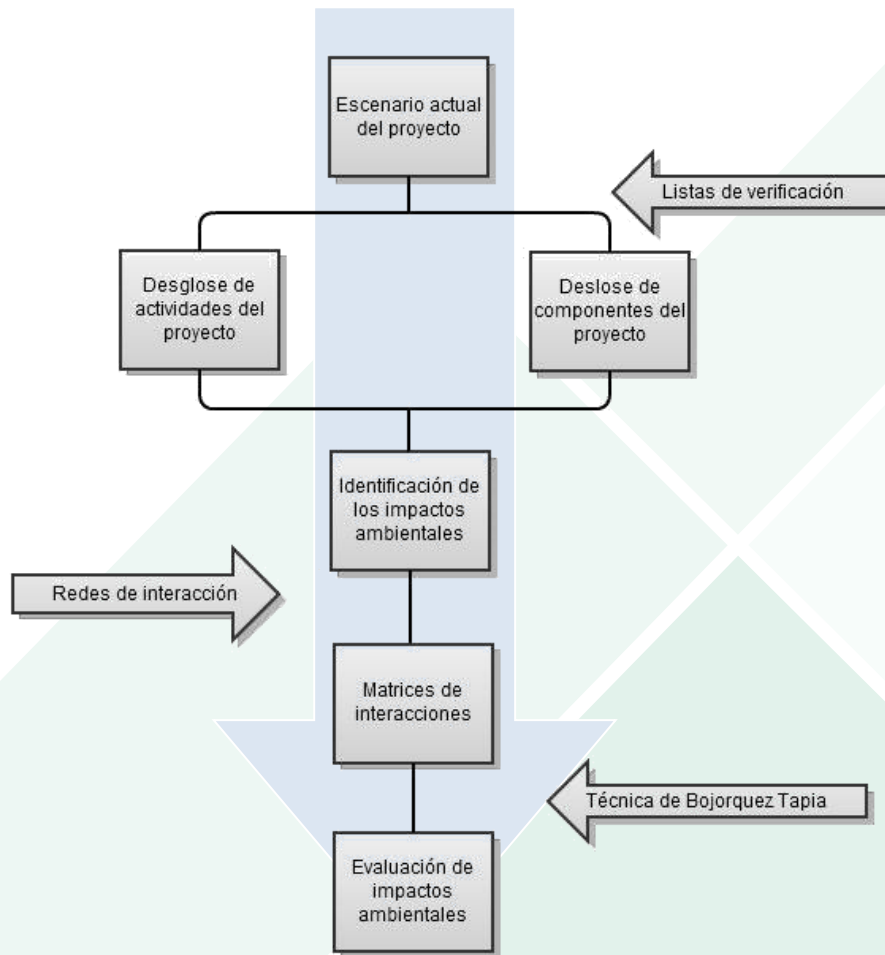 Escenario actual
del proyecto
Listas de verificación
Desglose de
actividades del
proyecto
Deslose de
componentes del
proyecto
Identificación de
los impactos
ambientales
Redes de interacción
Matrices de
interacciones
Técnica de Bojorquez Tapia
Evaluación de
impactos
ambientales